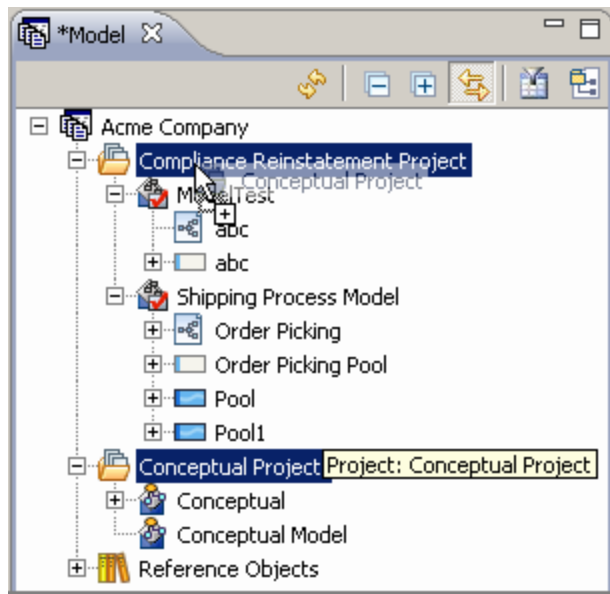 *Model
Acme Company
Compliance Reinstatement Project
Conceptual Project
ModelTest
abc
abc
Shipping Process Model
Order Picking
Order Picking Pool
Pool
Pool1
Conceptual Project Project: Conceptual Project
Conceptual
Conceptual Model
Reference Objects